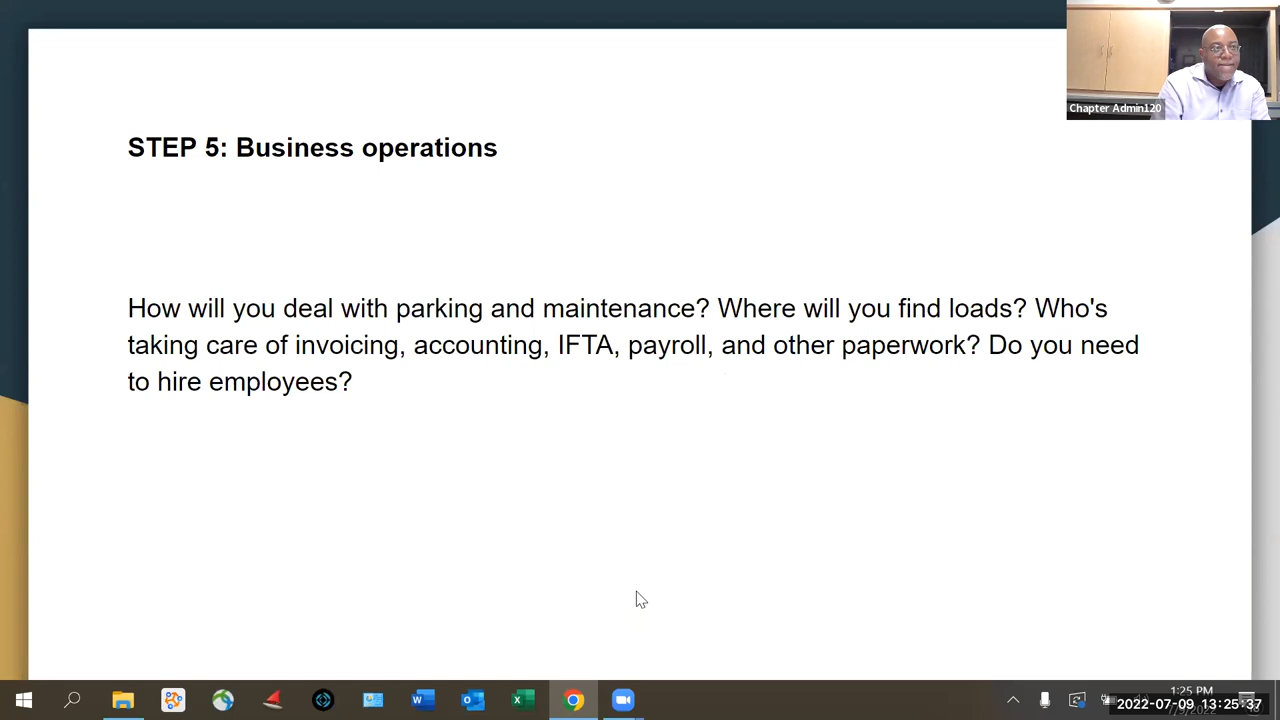 Chapter Admin120
STEP 5: Business operations
How will you deal with parking and maintenance? Where will you find loads? Who's
taking care of invoicing, accounting, IFTA, payroll, and other paperwork? Do you need
to hire employees?
1:25 PM
2022-07-09 13:25:37